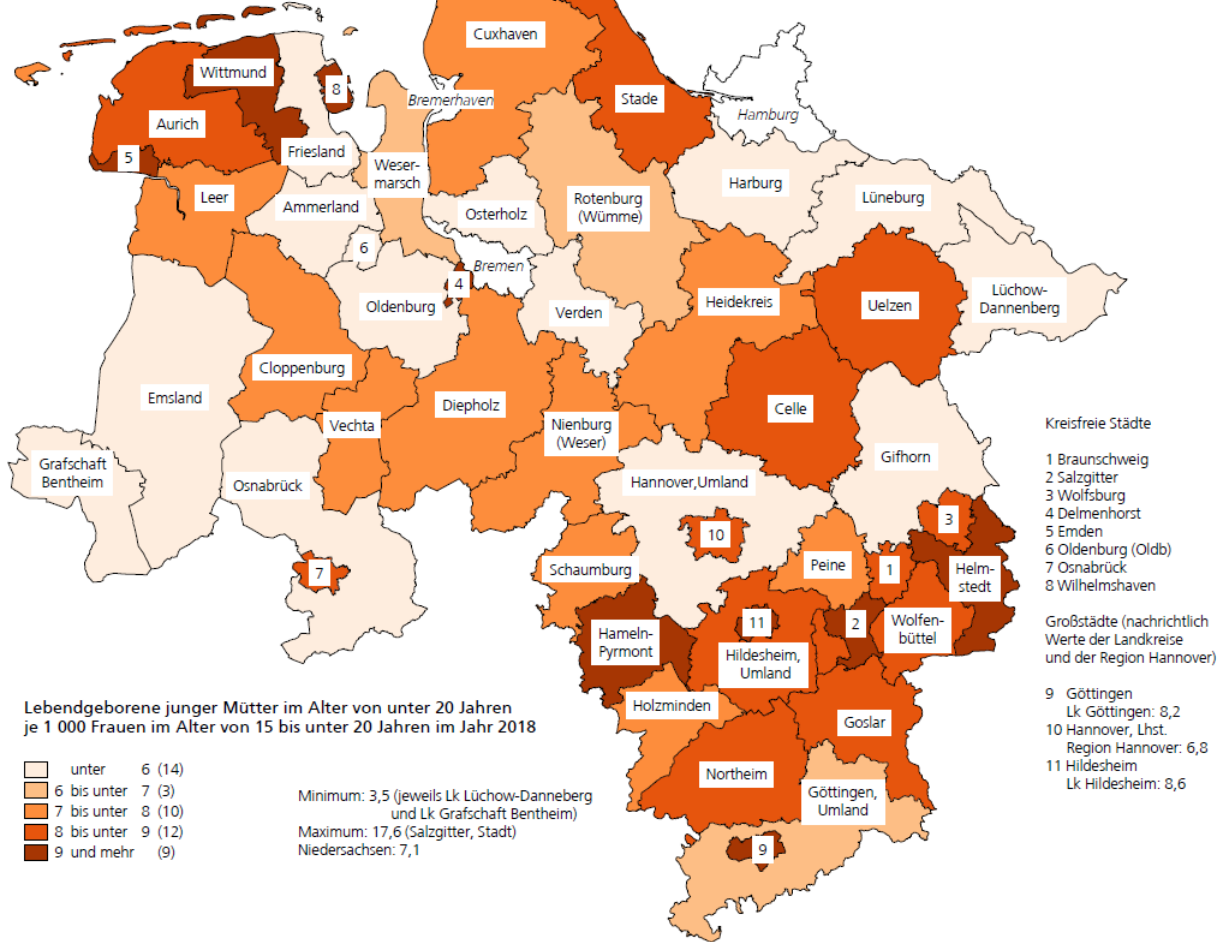 Cuxhaven
Wittmund
8
Bremerhaven
Stade
Hamburg
Aurich
5
Friesland
Weser-
marsch
Harburg
Lüneburg
Leer
Ammerland
Osterholz
Rotenburg
(Wümme)
6
Bremen
4
Oldenburg
Verden
Heidekreis
Uelzen
Lüchow-
Dannenberg
Cloppenburg
Emsland
Diepholz
Celle
Vechta
Nienburg
(Weser)
Gifhorn
Grafschaft
Bentheim
Osnabrück
Hannover,Umland
3
10
7
Schaumburg
Peine
1
Helm-
stedt
11
2
Wolfen-
büttel
Hameln-
Pyrmont
Hildesheim,
Umland
Holzminden
Goslar
Northeim
Göttingen,
Umland
9
Kreisfreie Städte
1 Braunschweig
2 Salzgitter
3 Wolfsburg
4 Delmenhorst
5 Emden
6 Oldenburg (Oldb)
7 Osnabrück
8 Wilhelmshaven
Großstädte (nachrichtlich
Werte der Landkreise
und der Region Hannover)
9 Göttingen
Lk Göttingen: 8,2
10 Hannover, Lhst.
Region Hannover: 6,8
11 Hildesheim
Lk Hildesheim: 8,6
Lebendgeborene junger Mütter im Alter von unter 20 Jahren
je 1 000 Frauen im Alter von 15 bis unter 20 Jahren im Jahr 2018
unter 6 (14)
6 bis unter 7 (3)
7 bis unter 8 (10)
8 bis unter 9 (12)
9 und mehr (9)
Minimum: 3,5 (jeweils Lk Lüchow-Danneberg
und Lk Grafschaft Bentheim)
Maximum: 17,6 (Salzgitter, Stadt)
Niedersachsen: 7,1